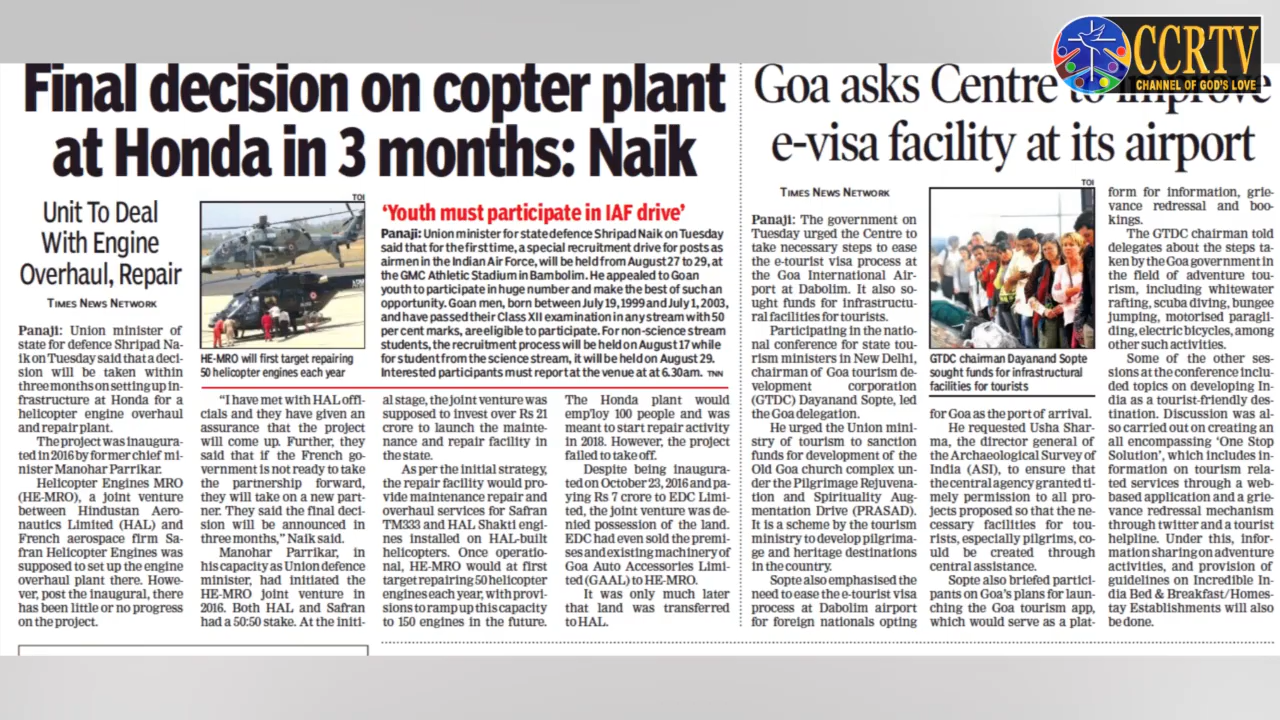 CCRTV
CHANNEL OF GOD'S LOVE
Final decision on copter plant
at Honda in 3 months: Naik
Unit To Deal
With Engine
Overhaul, Repair
TIMES NEWS NETWORK
Panaji: Union minister of
state for defence Shripad Na-
ik on Tuesday said that a deci-
sion will be taken within
three months on setting up in-
frastructure at Honda for a
helicopter engine overhaul
and repair plant.
The project was inaugura-
ted in 2016 by former chief mi-
nister Manohar Parrikar.
Helicopter Engines MRO
(HE-MRO), a joint venture
between Hindustan Aero-
nautics Limited (HAL) and
French aerospace firm Sa-
fran Helicopter Engines was
supposed to set up the engine
overhaul plant there. Howe-
ver, post the inaugural, there
has been little or no progress
on the project.
TOI
HE-MRO will first target repairing
50 helicopter engines each year
"I have met with HAL offi-
cials and they have given an
assurance that the project
will come up. Further, they
said that if the French go-
vernment is not ready to take
the partnership forward,
they will take on a new part-
ner. They said the final deci-
sion will be announced in
three months," Naik said.
Manohar Parrikar, in
his capacity as Union defence
minister, had initiated the
HE-MRO joint venture in
2016. Both HAL and Safran
had a 50:50 stake. At the initi-
'Youth must participate in IAF drive'
Panaji: Union minister for state defence Shripad Naik on Tuesday
said that for the first time, a special recruitment drive for posts as
airmen in the Indian Air Force, will be held from August 27 to 29, at
the GMC Athletic Stadium in Bambolim. He appealed to Goan
youth to participate in huge number and make the best of such an
opportunity. Goan men, born between July 19, 1999 and July 1, 2003,
and have passed their Class XII examination in any stream with 50
per cent marks, are eligible to participate. For non-science stream
students, the recruitment process will be held on August 17 while
for student from the science stream, it will be held on August 29.
Interested participants must report at the venue at at 6.30am. TNN
al stage, the joint venture was
supposed to invest over Rs 21
crore to launch the mainte-
nance and repair facility in
the state.
As per the initial strategy,
the repair facility would pro-
vide maintenance repair and
overhaul services for Safran
TM333 and HAL Shakti engi-
nes installed on HAL-built
helicopters. Once operatio-
nal, HE-MRO would at first
target repairing 50 helicopter
engines each year, with provi-
sions to ramp up this capacity
to 150 engines in the future.
The Honda plant would
employ 100 people and was
meant to start repair activity
in 2018. However, the project
failed to take off.
Despite being inaugura-
ted on October 23, 2016 and pa-
ying Rs 7 crore to EDC Limi-
ted, the joint venture was de-
nied possession of the land.
EDC had even sold the premi-
ses and existing machinery of
Goa Auto Accessories Limi-
ted (GAAL) to HE-MRO.
It was only much later
that land was transferred
to HAL.
Goa asks Centre to improve
e-visa facility at its airport
TIMES NEWS NETWORK
Panaji: The government on
Tuesday urged the Centre to
take necessary steps to ease
the e-tourist visa process at
the Goa International Air-
port at Dabolim. It also so-
ught funds for infrastructu-
ral facilities for tourists.
Participating in the natio-
nal conference for state tou-
rism ministers in New Delhi,
chairman of Goa tourism de-
velopment corporation
(GTDC) Dayanand Sopte, led
the Goa delegation.
He urged the Union mini-
stry of tourism to sanction
funds for development of the
Old Goa church complex un-
der the Pilgrimage Rejuvena-
tion and Spirituality Aug-
mentation Drive (PRASAD).
It is a scheme by the tourism
ministry to develop pilgrima-
ge and heritage destinations
in the country.
Sopte also emphasised the
need to ease the e-tourist visa
process at Dabolim airport
for foreign nationals opting
TOI
GTDC chairman Dayanand Sopte
sought funds for infrastructural
facilities for tourists
for Goa as the port of arrival.
He requested Usha Shar-
ma, the director general of
the Archaeological Survey of
India (ASI), to ensure that
the central agency granted ti-
mely permission to all pro-
jects proposed so that the ne-
cessary facilities for tou-
rists, especially pilgrims, co-
uld be created through
central assistance.
Sopte also briefed partici-
pants on Goa's plans for laun-
ching the Goa tourism app,
which would serve as a plat-
form for information, grie-
vance redressal and boo-
kings.
The GTDC chairman told
delegates about the steps ta-
ken by the Goa government in
the field of adventure tou-
rism, including whitewater
rafting, scuba diving, bungee
jumping, motorised paragli-
ding, electric bicycles, among
other such activities.
Some of the other ses-
sions at the conference inclu-
ded topics on developing In-
dia as a tourist-friendly des-
tination. Discussion was al-
so carried out on creating an
all encompassing 'One Stop
Solution', which includes in-
formation on tourism rela-
ted services through a web-
based application and a grie-
vance redressal mechanism
through twitter and a tourist
helpline. Under this, infor-
mation sharing on adventure
activities, and provision of
guidelines on Incredible In-
dia Bed & Breakfast/Homes-
tay Establishments will also
be done.